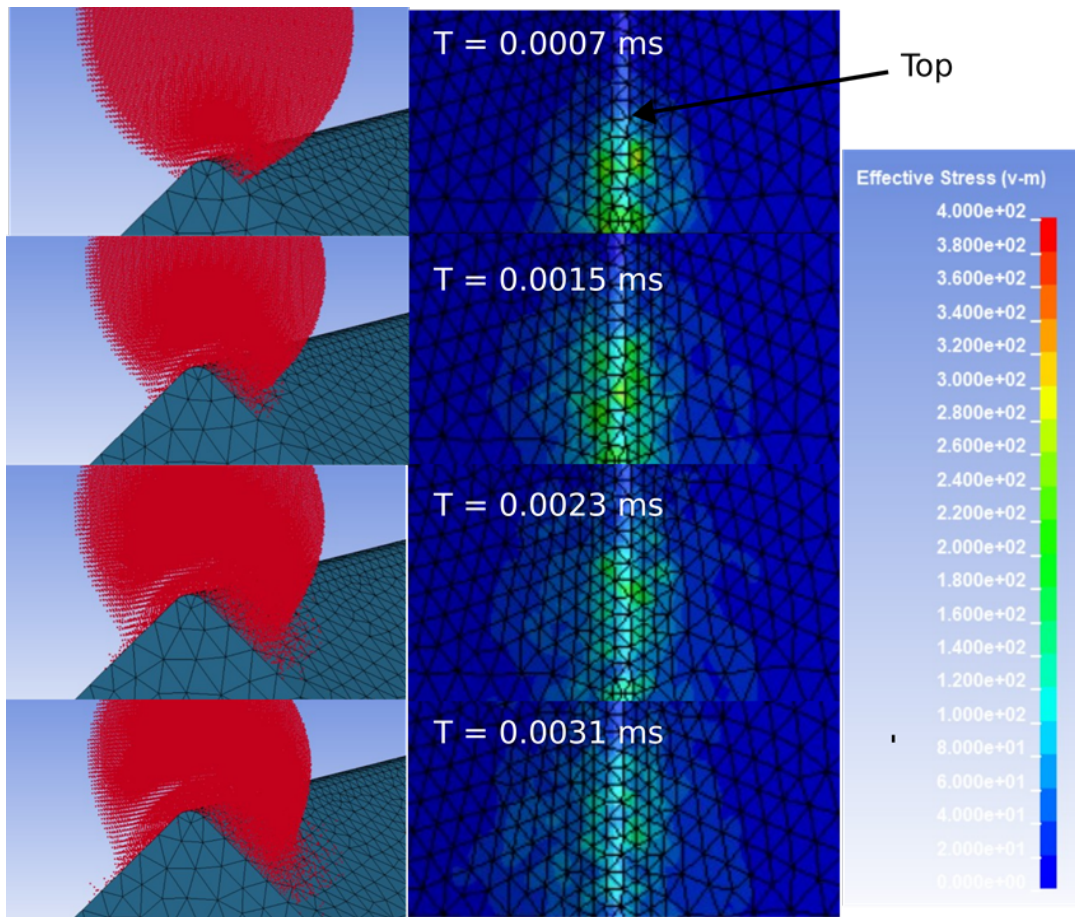 T = 0.0007 ms
Top
T = 0.0015 ms
T = 0.0023 ms
T = 0.0031 ms
Effective Stress (v-m)
4.000e+02
3.800e+02
3.600e+02
3.400e+02
3.200e+02
3.000e+02
2.800e+02
2.600e+02
2.400e+02
2.200e+02
2.000e+02
1.800e+02
1.600e+02
1.400e+02
1.200e+02
1.000e+02
8.000e+01
6.000e+01
4.000e+01
2.000e+01
0.000e+00